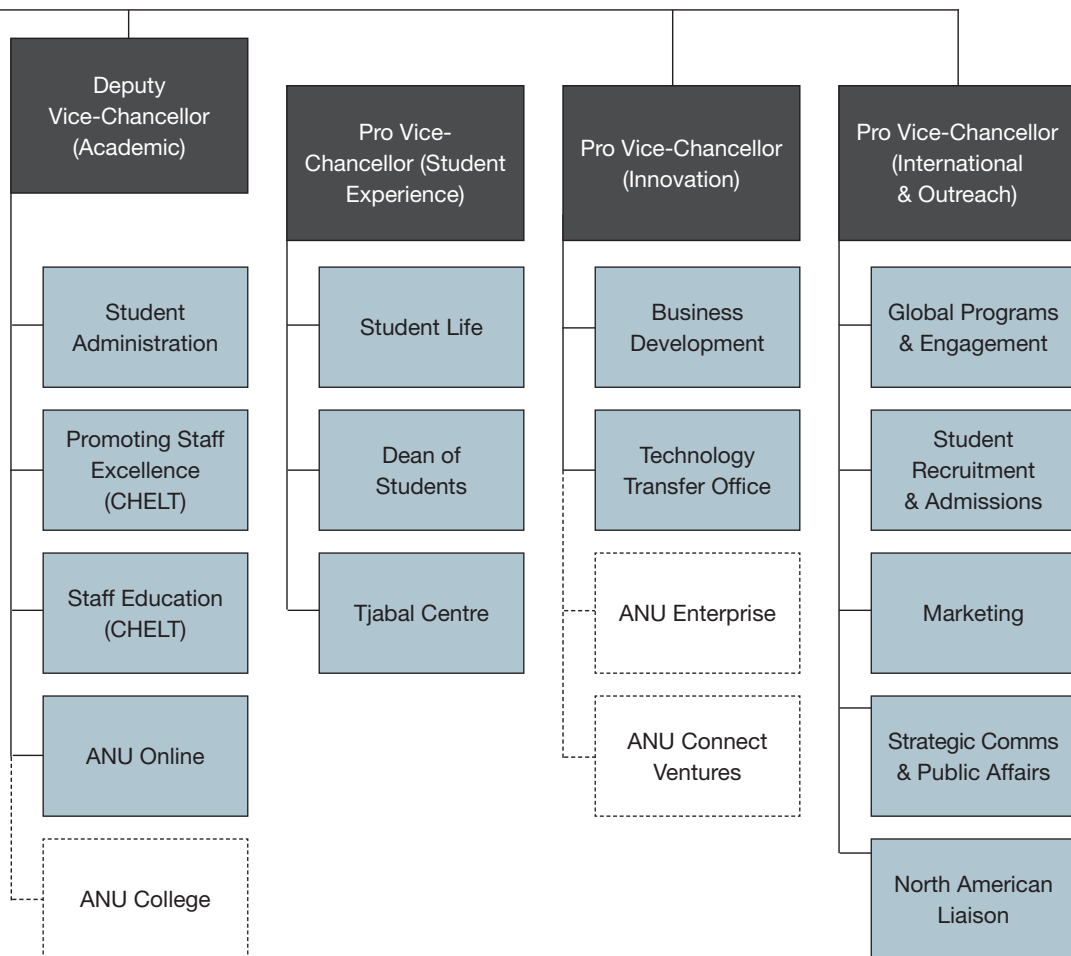 Deputy
Vice-Chancellor
(Academic)
Student
Administration
Promoting Staff
Excellence
(CHELT)
Staff Education
(CHELT)
ANU Online
ANU College
Pro Vice-
Chancellor (Student
Experience)
Student Life
Dean of
Students
Tjabal Centre
Pro Vice-Chancellor
(Innovation)
Business
Development
Technology
Transfer Office
ANU Enterprise
ANU Connect
Ventures
Pro Vice-Chancellor
(International
& Outreach)
Global Programs
& Engagement
Student
Recruitment
& Admissions
Marketing
Strategic Comms
& Public Affairs
North American
Liaison